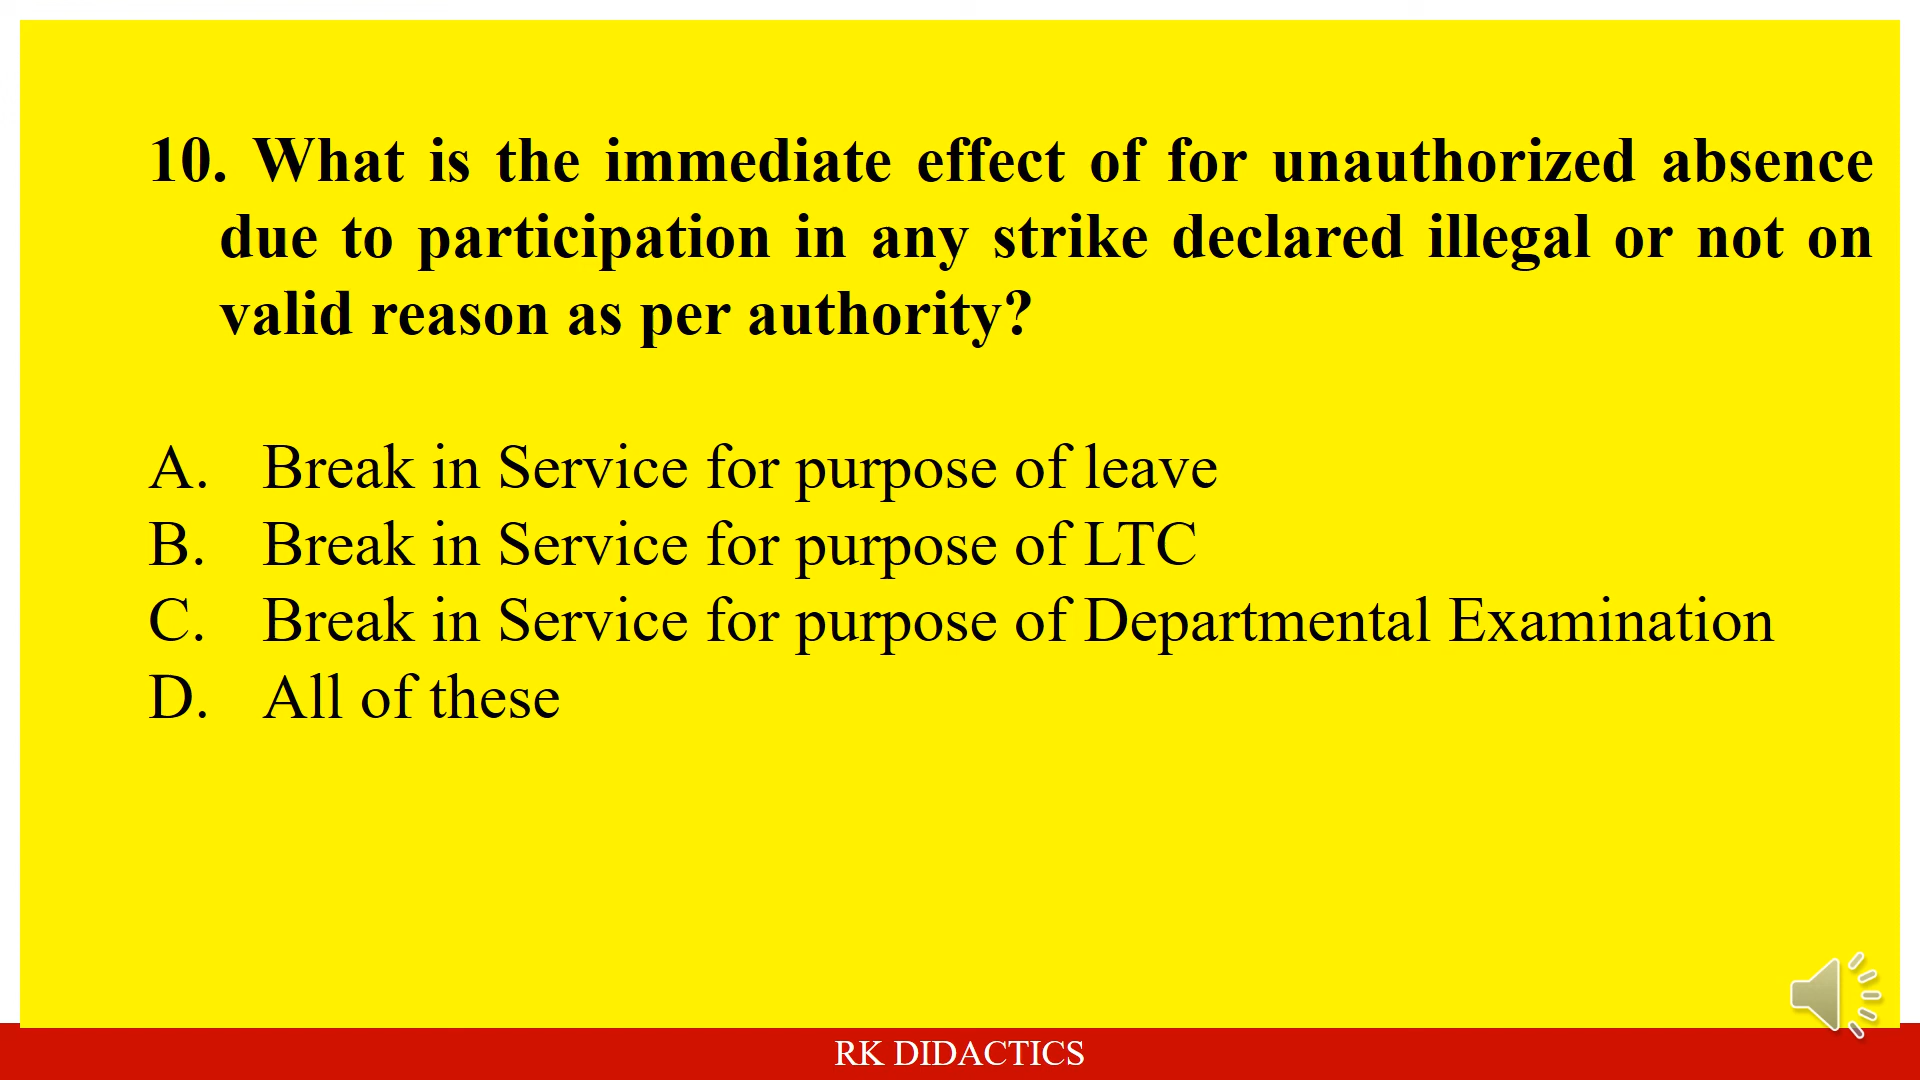 10. What is the immediate effect of for unauthorized absence
due to participation in any strike declared illegal or not on
valid reason as per authority?
A. Break in Service for purpose of leave
B. Break in Service for purpose of LTC
C. Break in Service for purpose of Departmental Examination
D. All of these
RK DIDACTICS